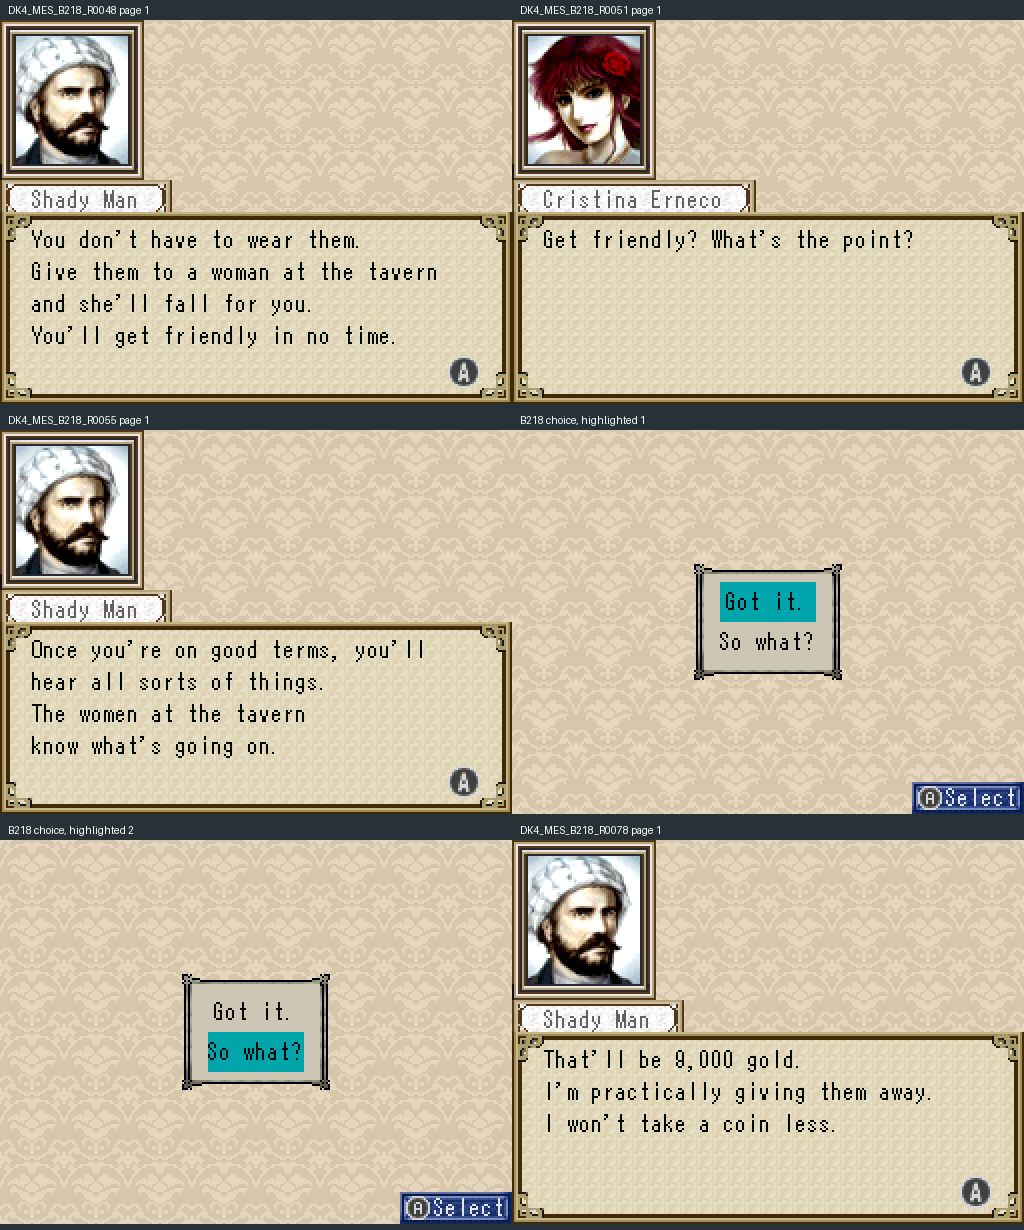 DK4_MES_B218_R0048 page 1
Shady Man
You don't have to wear them.
Give them to a woman at the tavern
and she'll fall for you.
You'll get friendly in no time.
A
DK4_MES_B218_R0051 page 1
Cristina Erneco
Get friendly? What's the point?
A
DK4_MES_B218_R0055 page 1
Shady Man
Once you're on good terms, you'll
hear all sorts of things.
The women at the tavern
know what's going on.
A
B218 choice, highlighted 1
Got it.
So what?
A Select
B218 choice, highlighted 2
Got it.
So what?
A Select
DK4_MES_B218_R0078 page 1
Shady Man
That'll be 9,000 gold.
I'm practically giving them away.
I won't take a coin less.
A